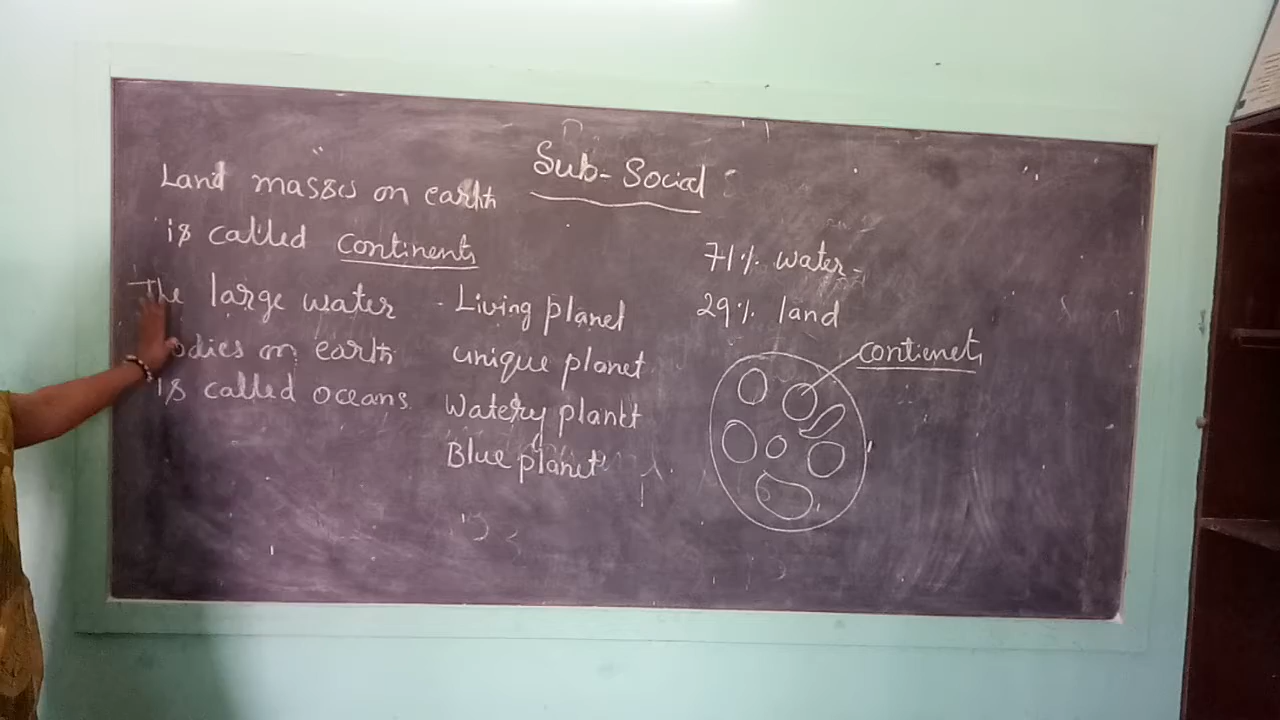 Sub-Social
Land masses on earth
is called continents
The large water
bodies on earth
is called oceans
- Living planet
unique planet
Watery planet
Blue planet
71% water
29% land
contienet